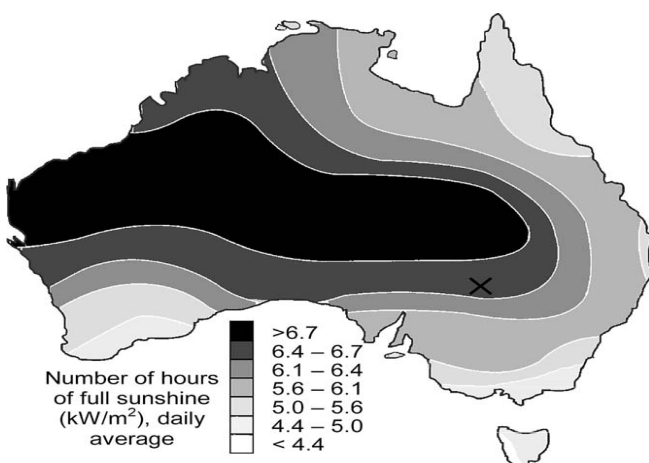 >6.7
6.4 – 6.7
6.1 – 6.4
5.6 – 6.1
5.0 – 5.6
4.4 – 5.0
< 4.4
Number of hours
of full sunshine
(kW/m²), daily
average